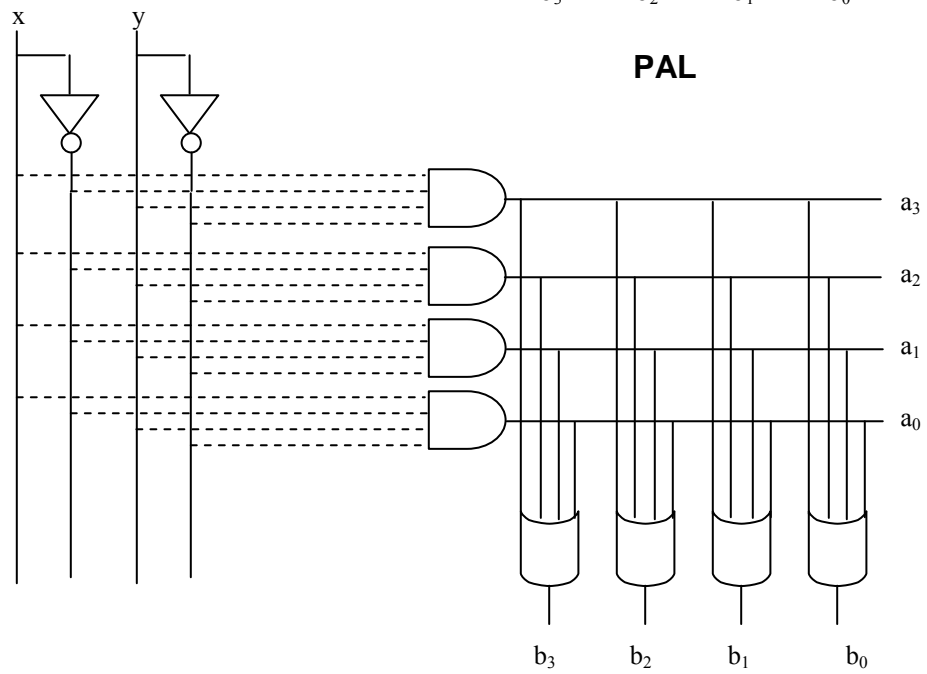 x y
PAL
a₃
a₂
a₁
a₀
b₃ b₂ b₁ b₀